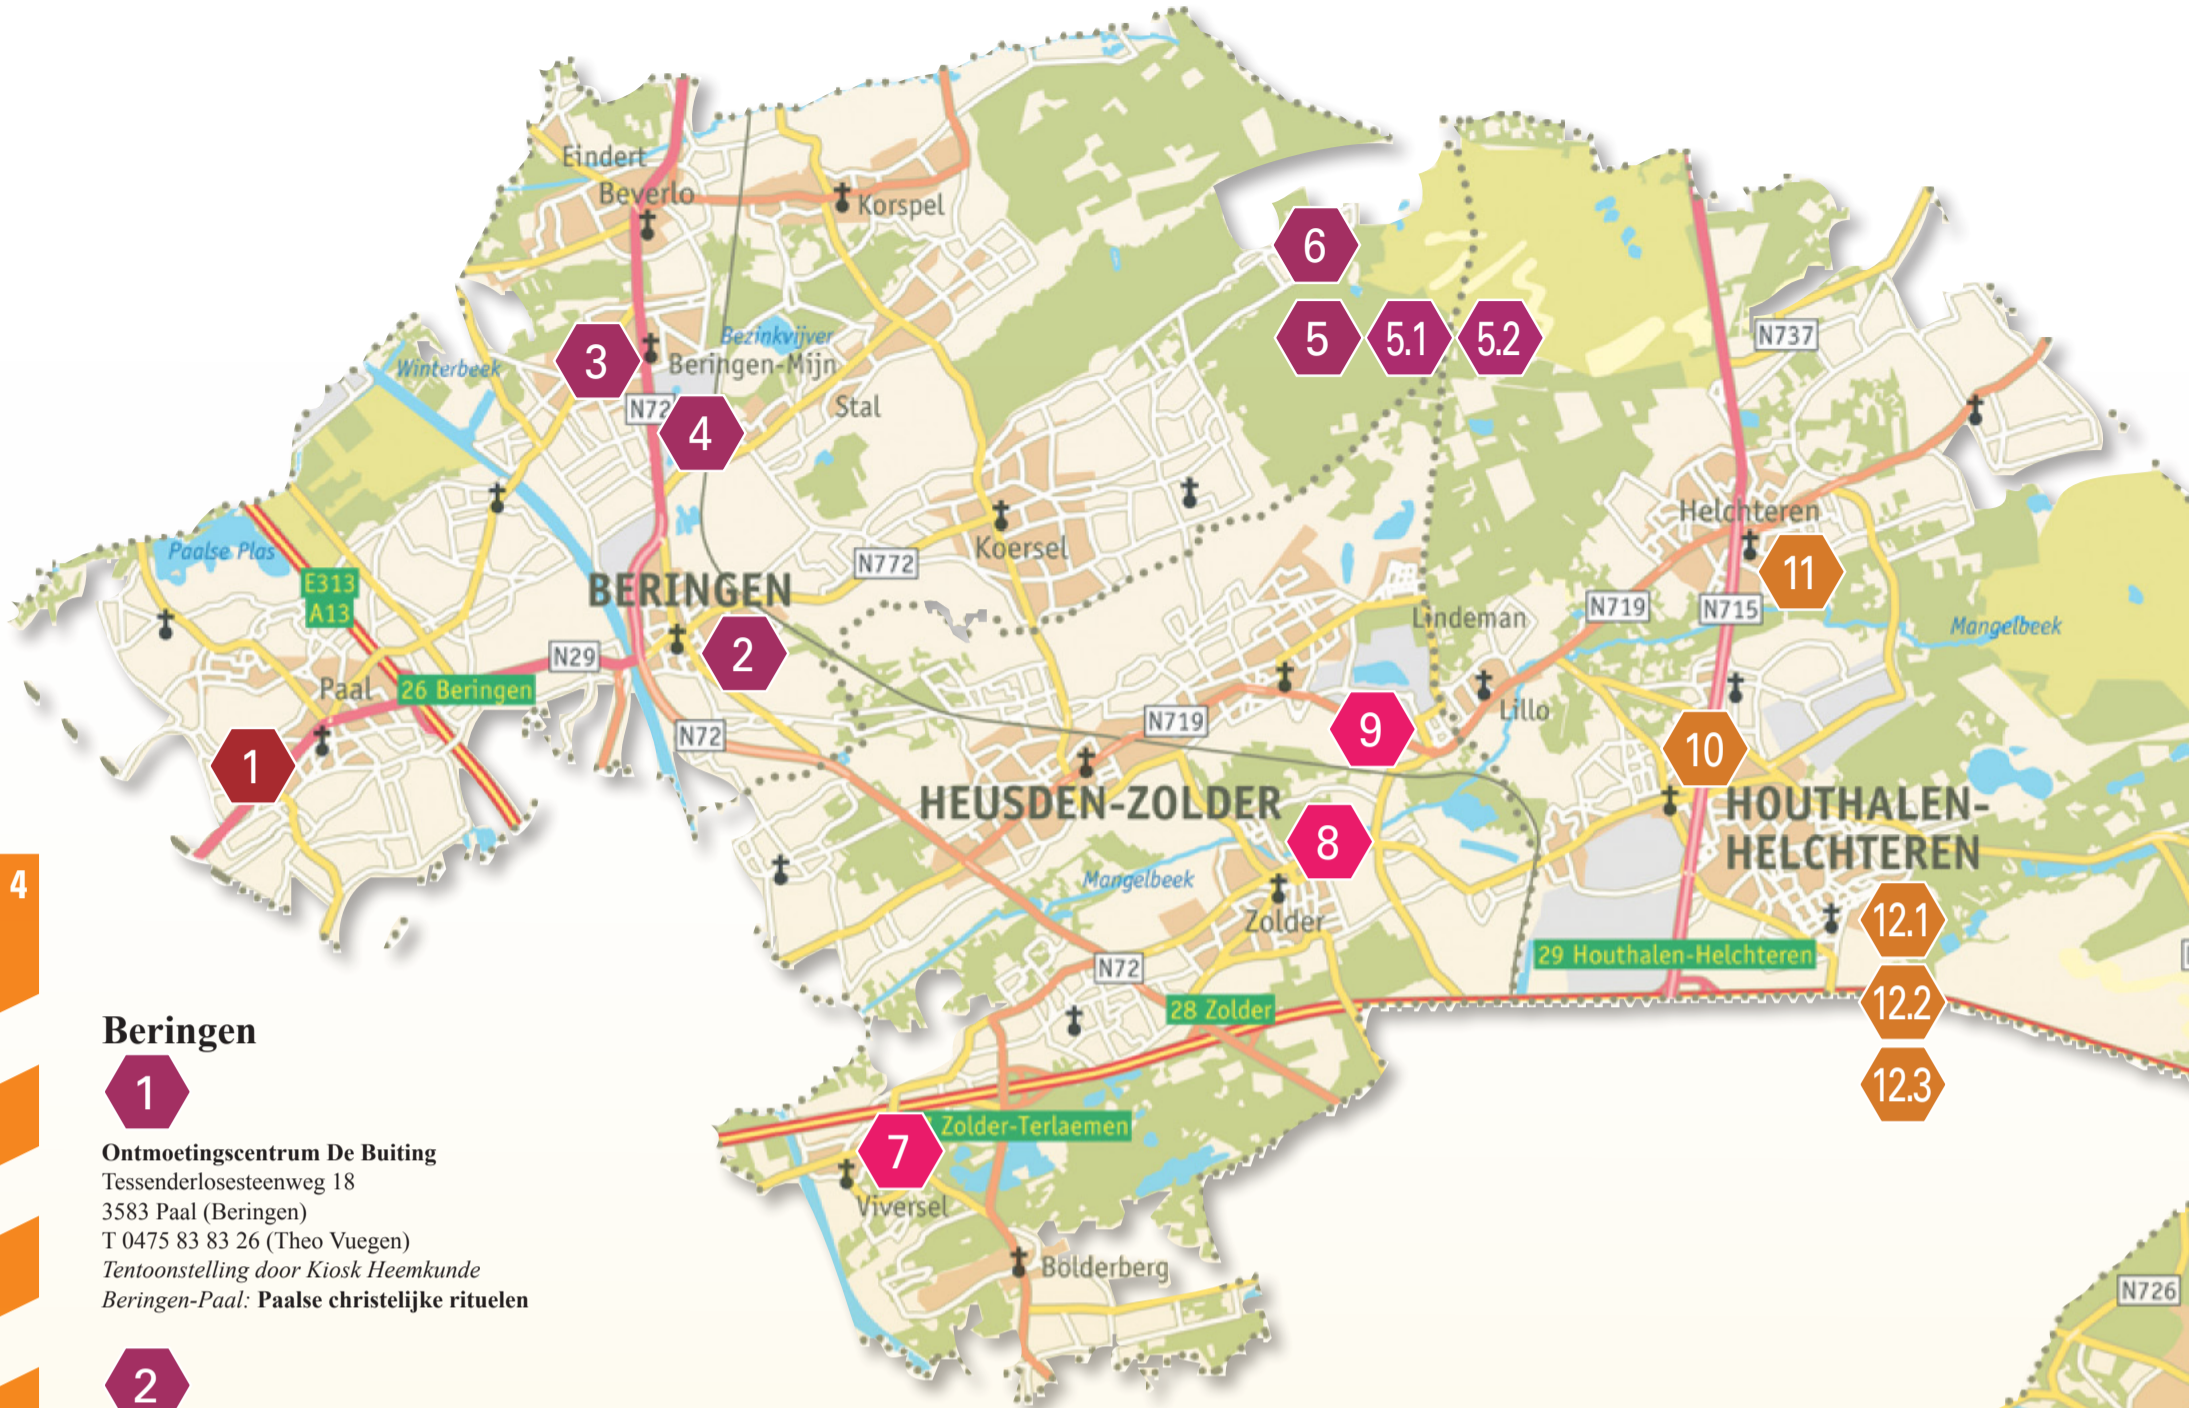 Eindert
Beverlo
Korspel
6
5
5.1
5.2
N737
3
Bezinkvijver
Beringen-Mijn
Winterbeek
N72
4
Stal
Helchteren
Koersel
Paalse Plas
E313
A13
BERINGEN
N772
11
Lindeman
N719
N715
Mangelbeek
2
N29
Paal
26 Beringen
Lillo
N72
N719
9
10
1
HEUSDEN-ZOLDER
HOUTHALEN-
HELCHTEREN
8
Mangelbeek
Zolder
4
12.1
N72
29 Houthalen-Helchteren
28 Zolder
12.2
12.3
Zolder-Terlaemen
7
Viversel
Bolderberg
N726
Beringen
1
Ontmoetingscentrum De Buiting
Tessenderlosesteenweg 18
3583 Paal (Beringen)
T 0475 83 83 26 (Theo Vuegen)
Tentoonstelling door Kiosk Heemkunde
Beringen-Paal: Paalse christelijke rituelen
2